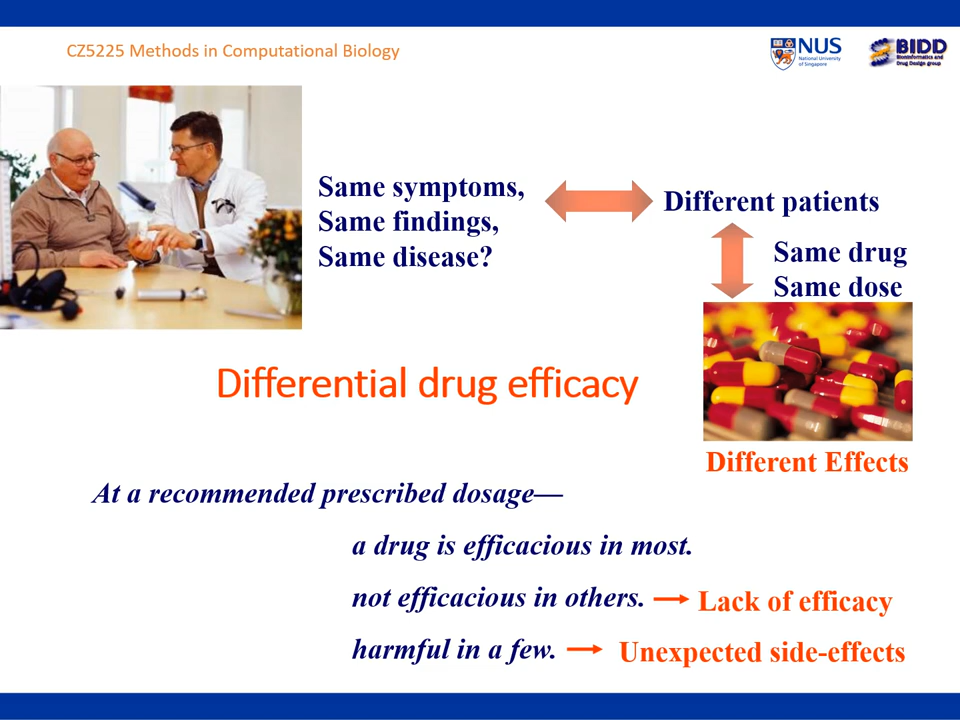 CZ5225 Methods in Computational Biology
NUS
National University
of Singapore
BIDD
Bioinformatics and
Drug Design group
Same symptoms,
Same findings,
Same disease?
Different patients
Same drug
Same dose
Differential drug efficacy
Different Effects
At a recommended prescribed dosage—
a drug is efficacious in most.
not efficacious in others.
Lack of efficacy
harmful in a few.
Unexpected side-effects